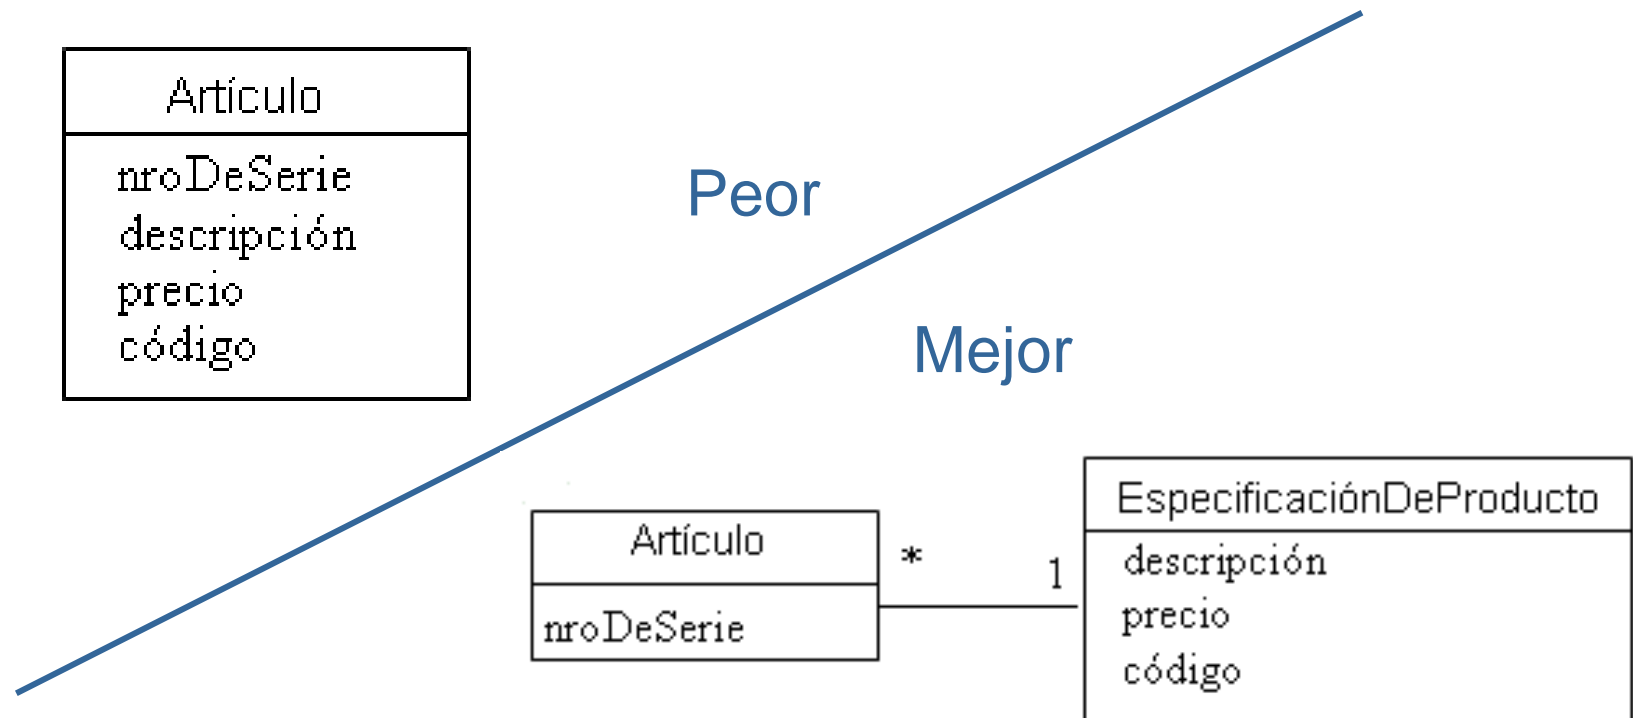 Artículo
nroDeSerie
descripción
precio
código
Peor
Mejor
Artículo
nroDeSerie
*
1
EspecificaciónDeProducto
descripción
precio
código